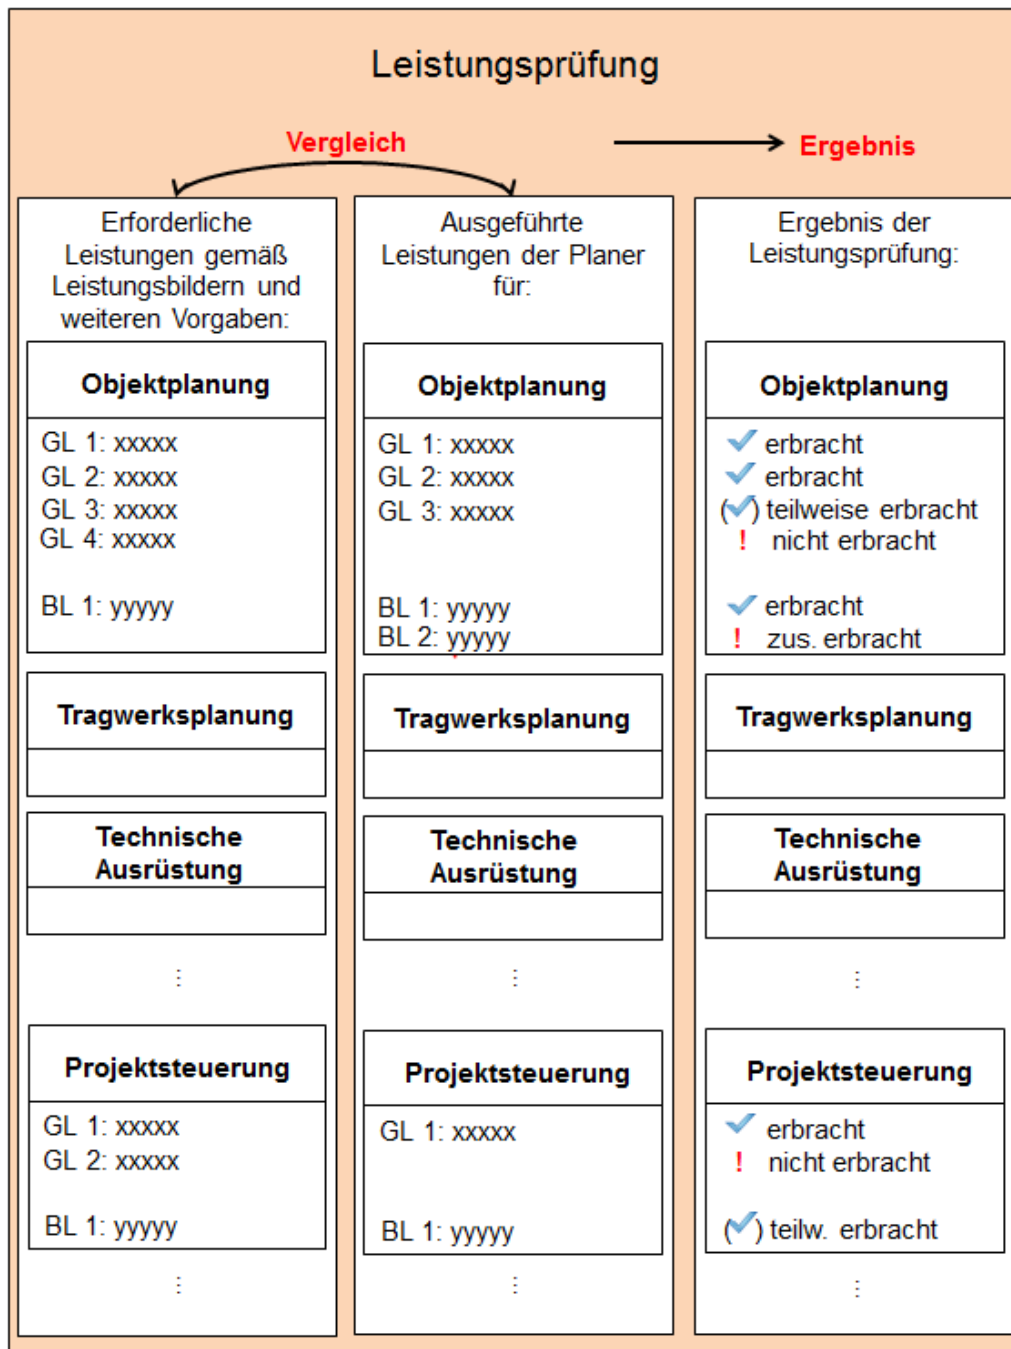 Leistungsprüfung
Vergleich
Ergebnis
Erforderliche
Leistungen gemäß
Leistungsbildern und
weiteren Vorgaben:
Objektplanung
GL 1: xxxxx
GL 2: xxxxx
GL 3: xxxxx
GL 4: xxxxx
BL 1: yyyyy
Tragwerksplanung
Technische
Ausrüstung
⋮
Projektsteuerung
GL 1: xxxxx
GL 2: xxxxx
BL 1: yyyyy
⋮
Ausgeführte
Leistungen der Planer
für:
Objektplanung
GL 1: xxxxx
GL 2: xxxxx
GL 3: xxxxx
BL 1: yyyyy
BL 2: yyyyy
Tragwerksplanung
Technische
Ausrüstung
⋮
Projektsteuerung
GL 1: xxxxx
BL 1: yyyyy
⋮
Ergebnis der
Leistungsprüfung:
Objektplanung
✓ erbracht
✓ erbracht
(✓) teilweise erbracht
! nicht erbracht
✓ erbracht
! zus. erbracht
Tragwerksplanung
Technische
Ausrüstung
⋮
Projektsteuerung
✓ erbracht
! nicht erbracht
(✓) teilw. erbracht
⋮